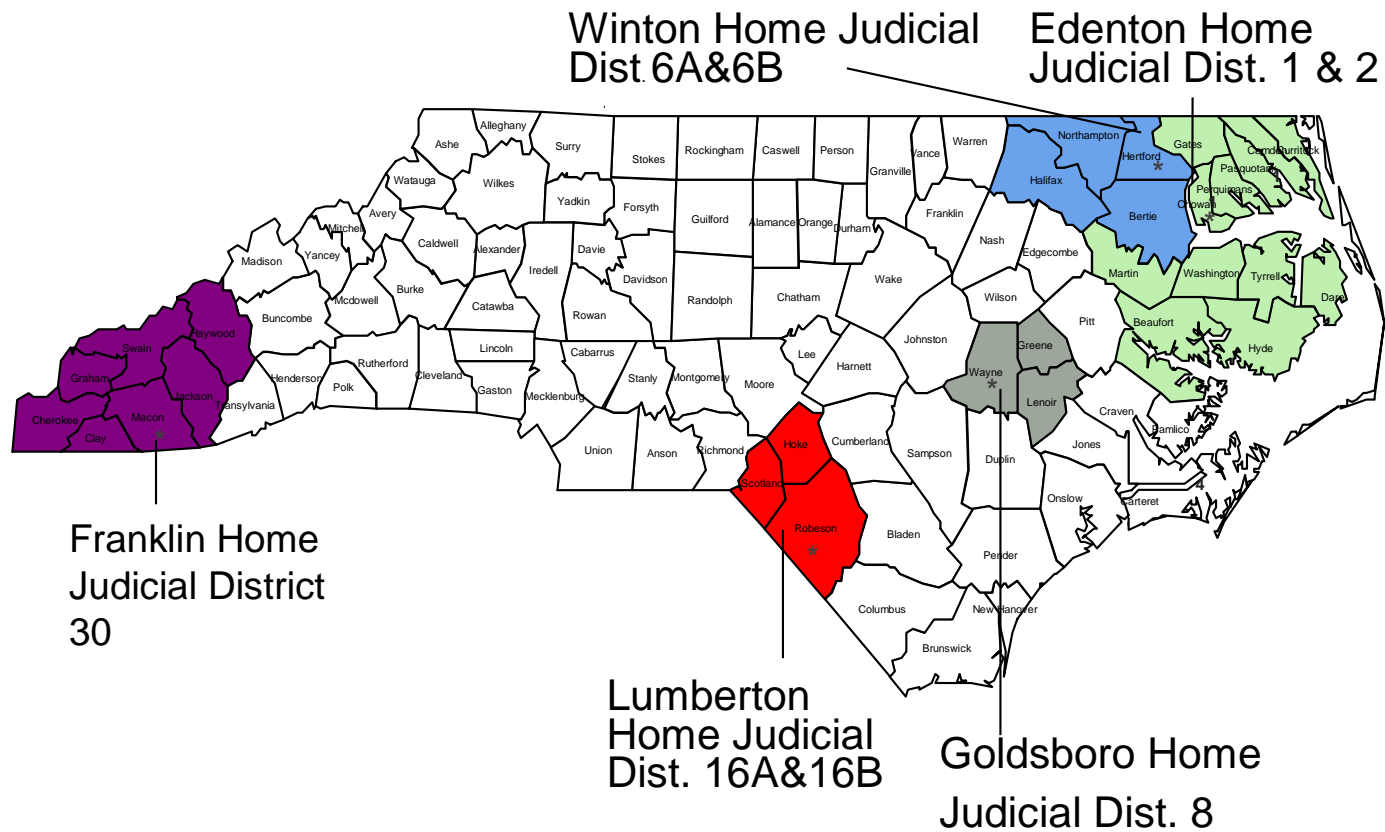 Winton Home Judicial
Dist. 6A&6B
Edenton Home
Judicial Dist. 1 & 2
Alleghany
Ashe
Surry
Stokes
Rockingham
Caswell
Person
Granville
Vance
Warren
Northampton
Hertford
*
Gates
Camden
Currituck
Pasquotank
Perquimans
Chowan
*
Halifax
Bertie
Watauga
Wilkes
Yadkin
Forsyth
Guilford
Alamance
Orange
Durham
Franklin
Nash
Edgecombe
Mitchell
Avery
Caldwell
Alexander
Iredell
Davie
Davidson
Randolph
Chatham
Wake
Wilson
Martin
Washington
Tyrrell
Dare
Madison
Yancey
Mcdowell
Burke
Catawba
Rowan
Buncombe
Haywood
Swain
Graham
Cherokee
Clay
Macon
*
Jackson
Transylvania
Henderson
Polk
Rutherford
Cleveland
Lincoln
Gaston
Mecklenburg
Cabarrus
Stanly
Montgomery
Moore
Lee
Harnett
Johnston
Wayne
*
Greene
Lenoir
Pitt
Beaufort
Hyde
Craven
Pamlico
Jones
Carteret
4
Onslow
Duplin
Sampson
Cumberland
Hoke
Scotland
Robeson
*
Richmond
Anson
Union
Bladen
Pender
Columbus
New Hanover
Brunswick
Franklin Home
Judicial District
30
Lumberton
Home Judicial
Dist. 16A&16B
Goldsboro Home
Judicial Dist. 8